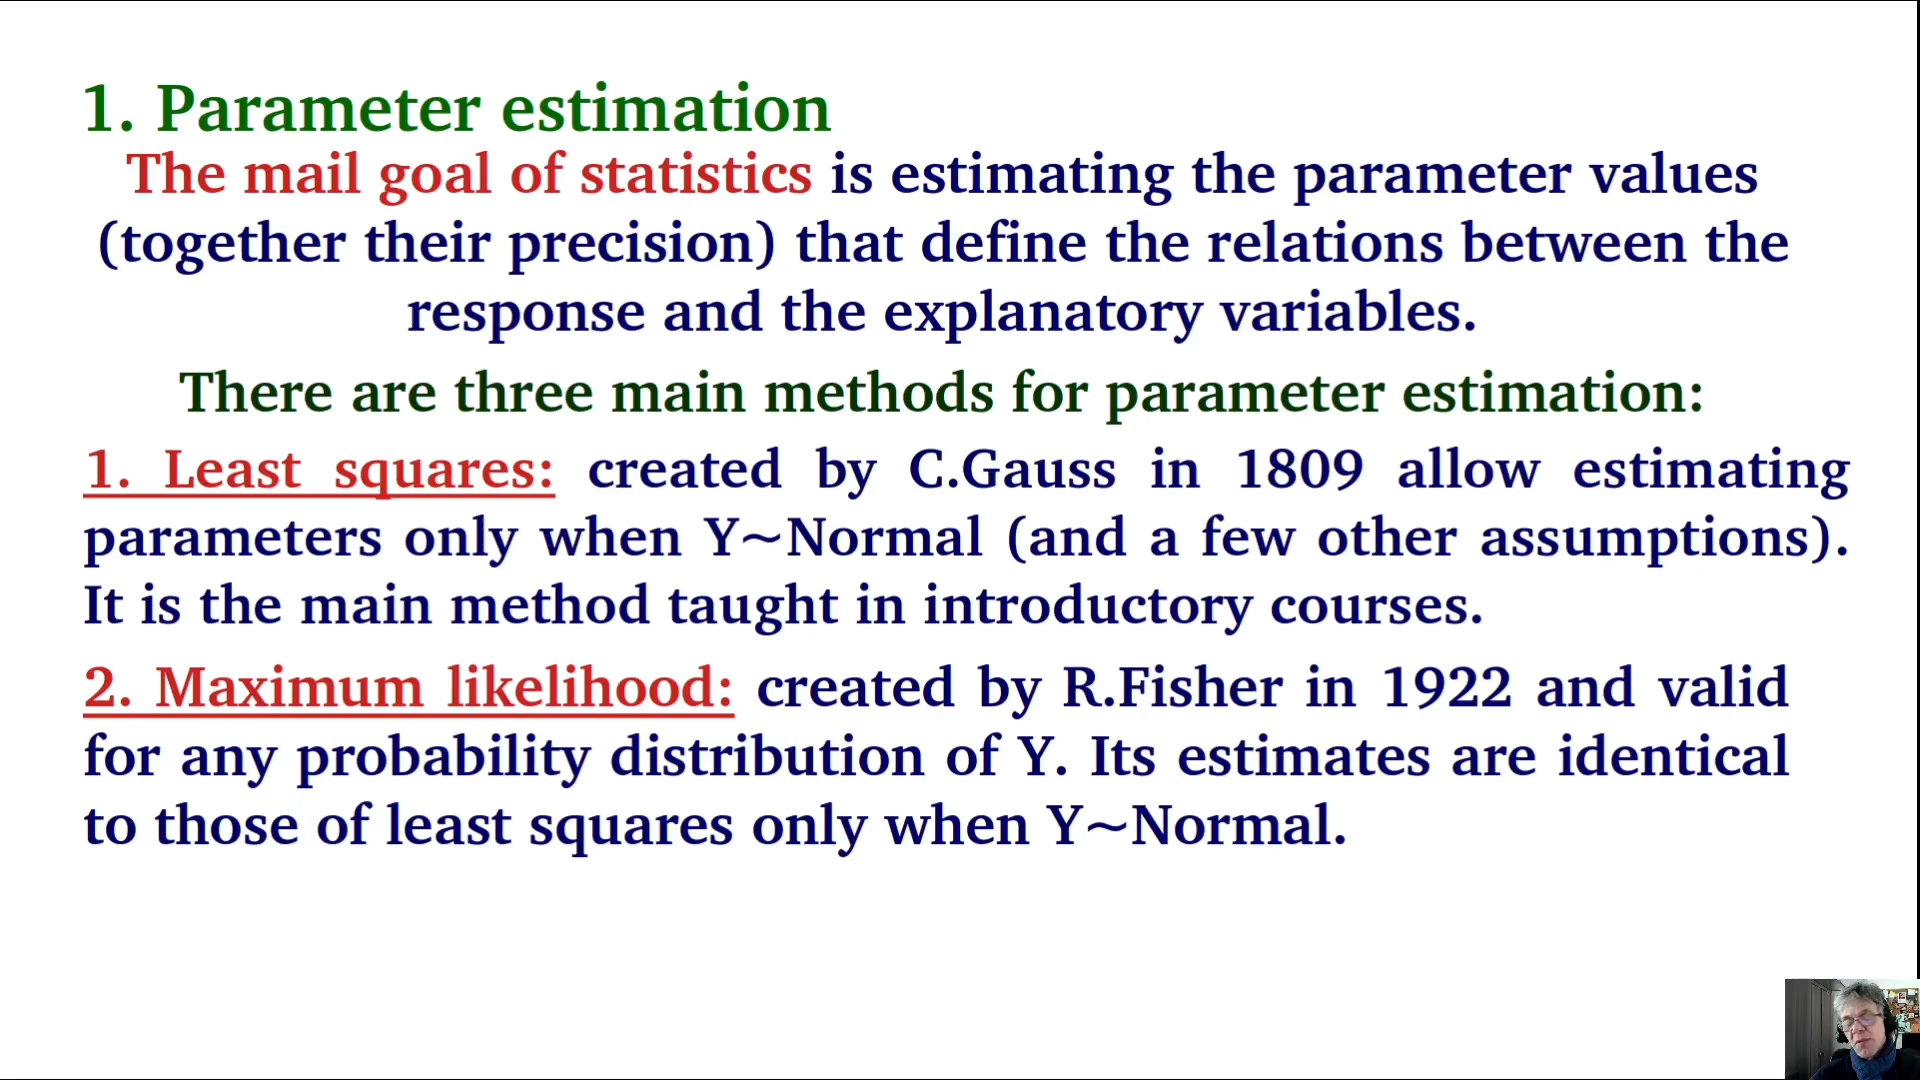 1. Parameter estimation
The mail goal of statistics is estimating the parameter values
(together their precision) that define the relations between the
response and the explanatory variables.
There are three main methods for parameter estimation:
1. Least squares: created by C.Gauss in 1809 allow estimating
parameters only when Y~Normal (and a few other assumptions).
It is the main method taught in introductory courses.
2. Maximum likelihood: created by R.Fisher in 1922 and valid
for any probability distribution of Y. Its estimates are identical
to those of least squares only when Y~Normal.